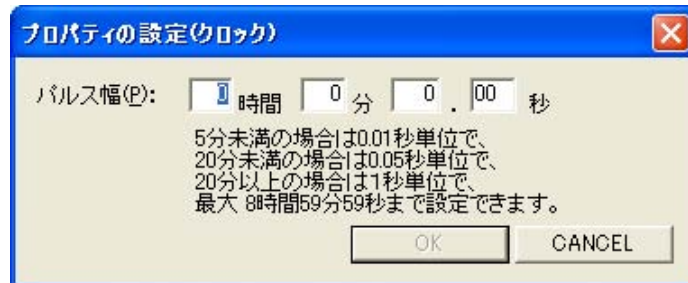 プロパティの設定(クロック)
パルス幅(P): 0 時間 0 分 0 . 00 秒
5分未満の場合は0.01秒単位で、
20分未満の場合は0.05秒単位で、
20分以上の場合は1秒単位で、
最大 8時間59分59秒まで設定できます。
OK CANCEL